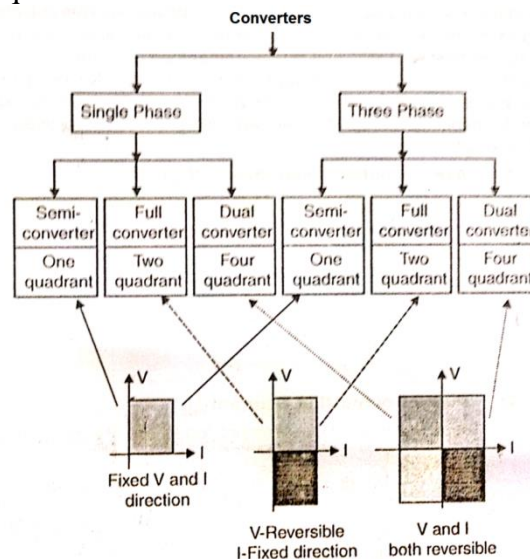 Converters
Single Phase
Three Phase
Semi-
converter
One
quadrant
Full
converter
Two
quadrant
Dual
converter
Four
quadrant
Semi-
converter
One
quadrant
Full
converter
Two
quadrant
Dual
converte
Four
quadrant
V
I
Fixed V and I
direction
V
I
V-Reversible
I-Fixed direction
V
I
V and I
both reversible